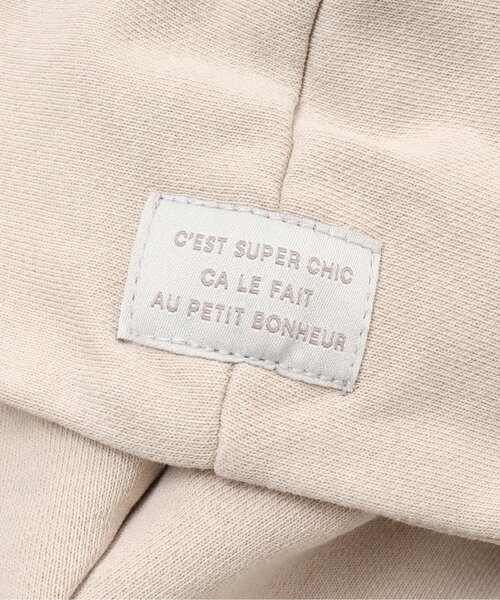 C'EST SUPER CHIC
CA LE FAIT
AU PETIT BONHEUR